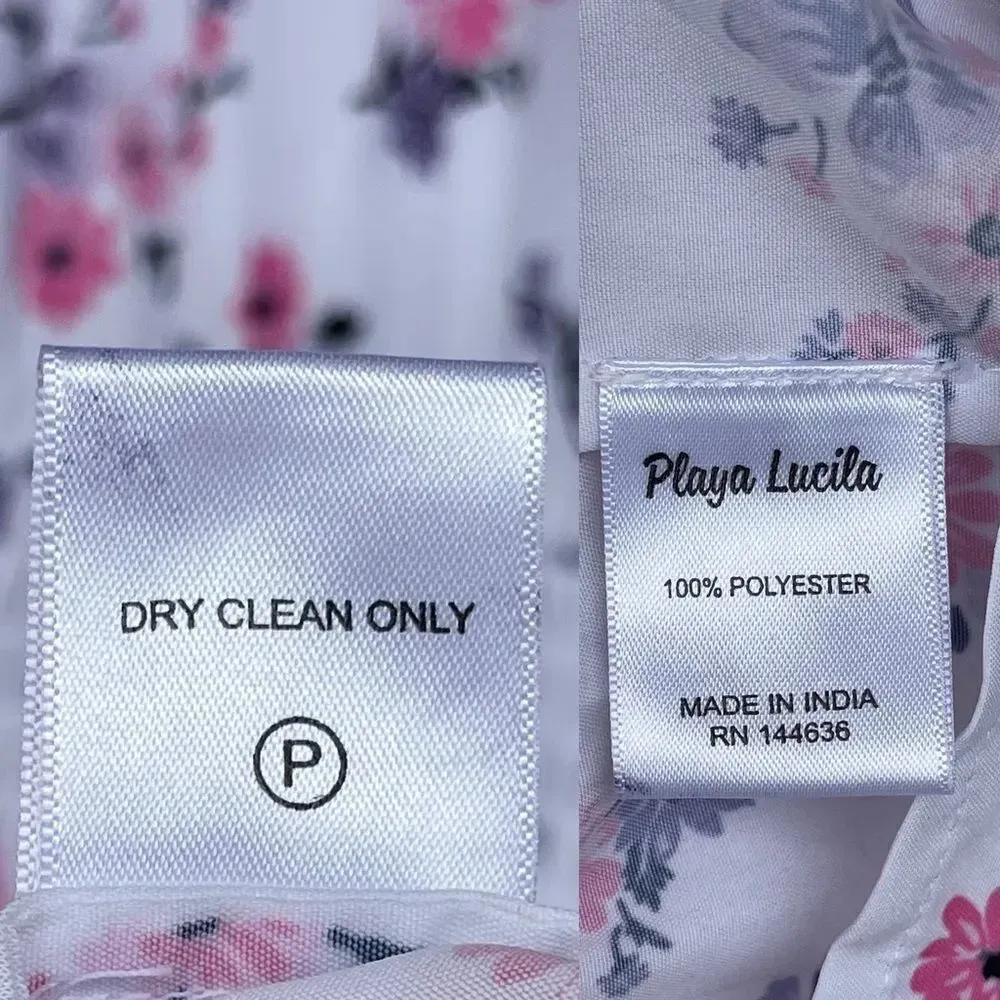 DRY CLEAN ONLY
P
Playa Lucila
100% POLYESTER
MADE IN INDIA
RN 144636